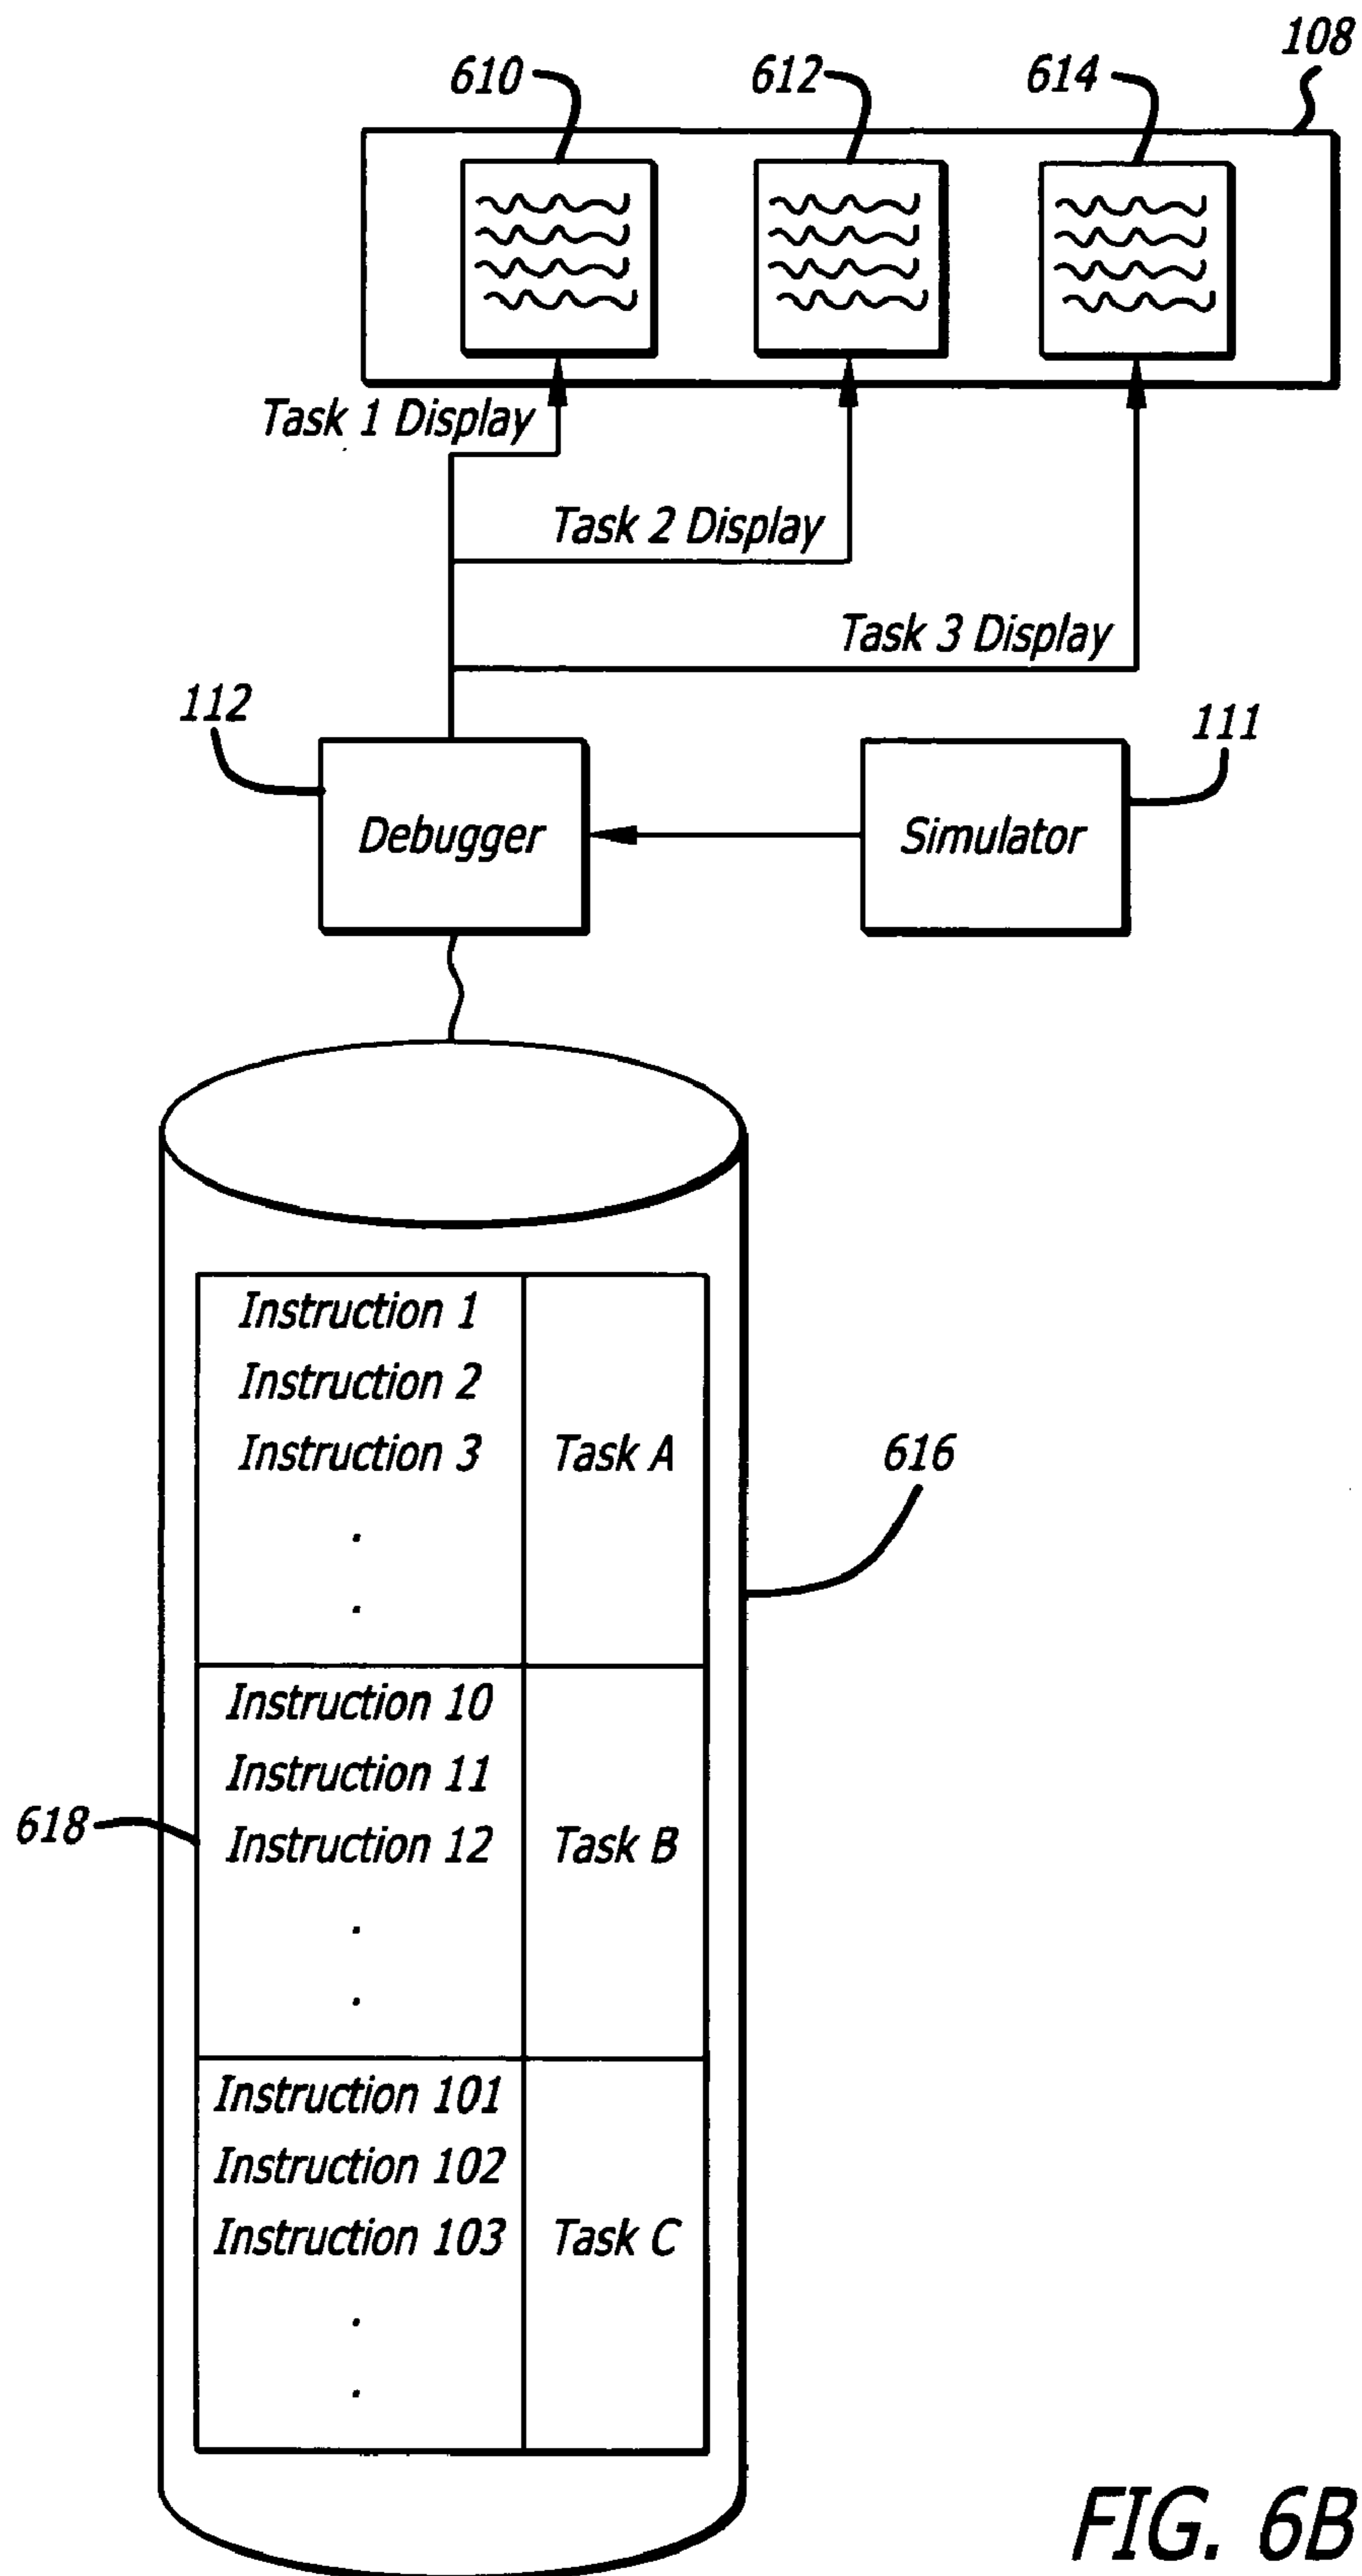 108
610
612
614
Task 1 Display
Task 2 Display
Task 3 Display
112
111
Debugger
Simulator
Instruction 1
Instruction 2
Instruction 3
.
.
Task A
616
Instruction 10
Instruction 11
Instruction 12
.
.
Task B
618
Instruction 101
Instruction 102
Instruction 103
.
.
Task C
FIG. 6B